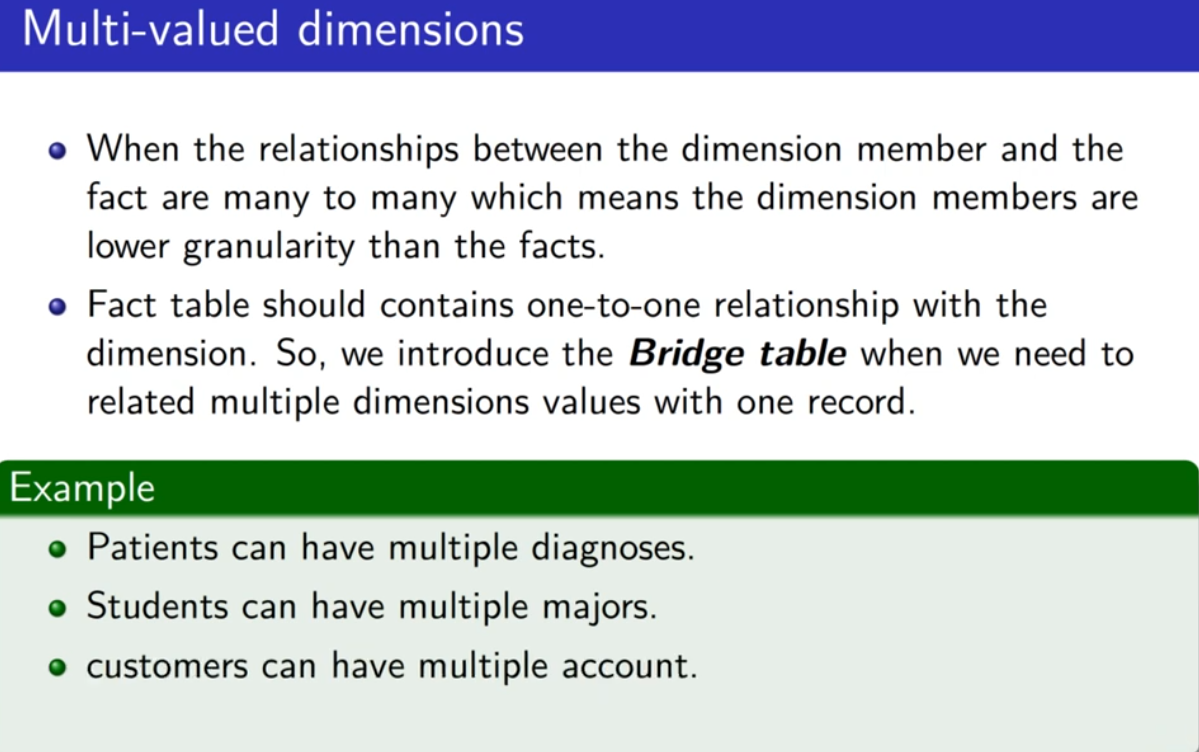 Multi-valued dimensions
When the relationships between the dimension member and the
fact are many to many which means the dimension members are
lower granularity than the facts.
Fact table should contains one-to-one relationship with the
dimension. So, we introduce the Bridge table when we need to
related multiple dimensions values with one record.
Example
Patients can have multiple diagnoses.
Students can have multiple majors.
customers can have multiple account.